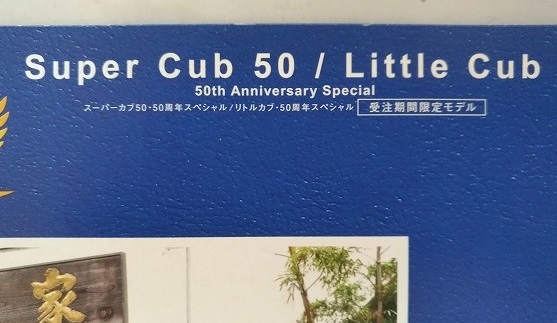 Super Cub 50 / Little Cub
50th Anniversary Special
スーパーカブ50・50周年スペシャル/リトルカブ・50周年スペシャル 受注期間限定モデル
家